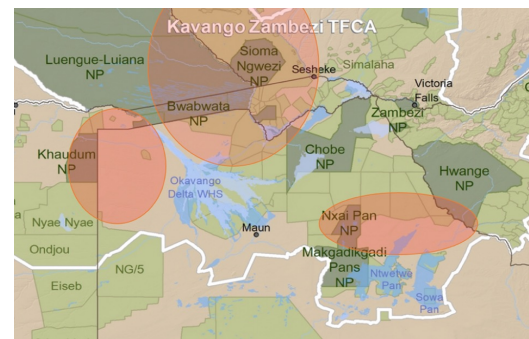 Kavango Zambezi TFCA
Luengue-Luiana
NP
Sioma
Ngwezi
NP
Sesheke
Simalaha
Victoria
Falls
Bwabwata
NP
Zambezi
NP
Khaudum
NP
Chobe
NP
Hwange
NP
Okavango
Delta WHS
Nyae Nyae
Nxai Pan
NP
Ondjou
Maun
Makgadikgadi
Pans
NP
NG/5
Eiseb
Ntwetwe
Pan
Sowa
Pan